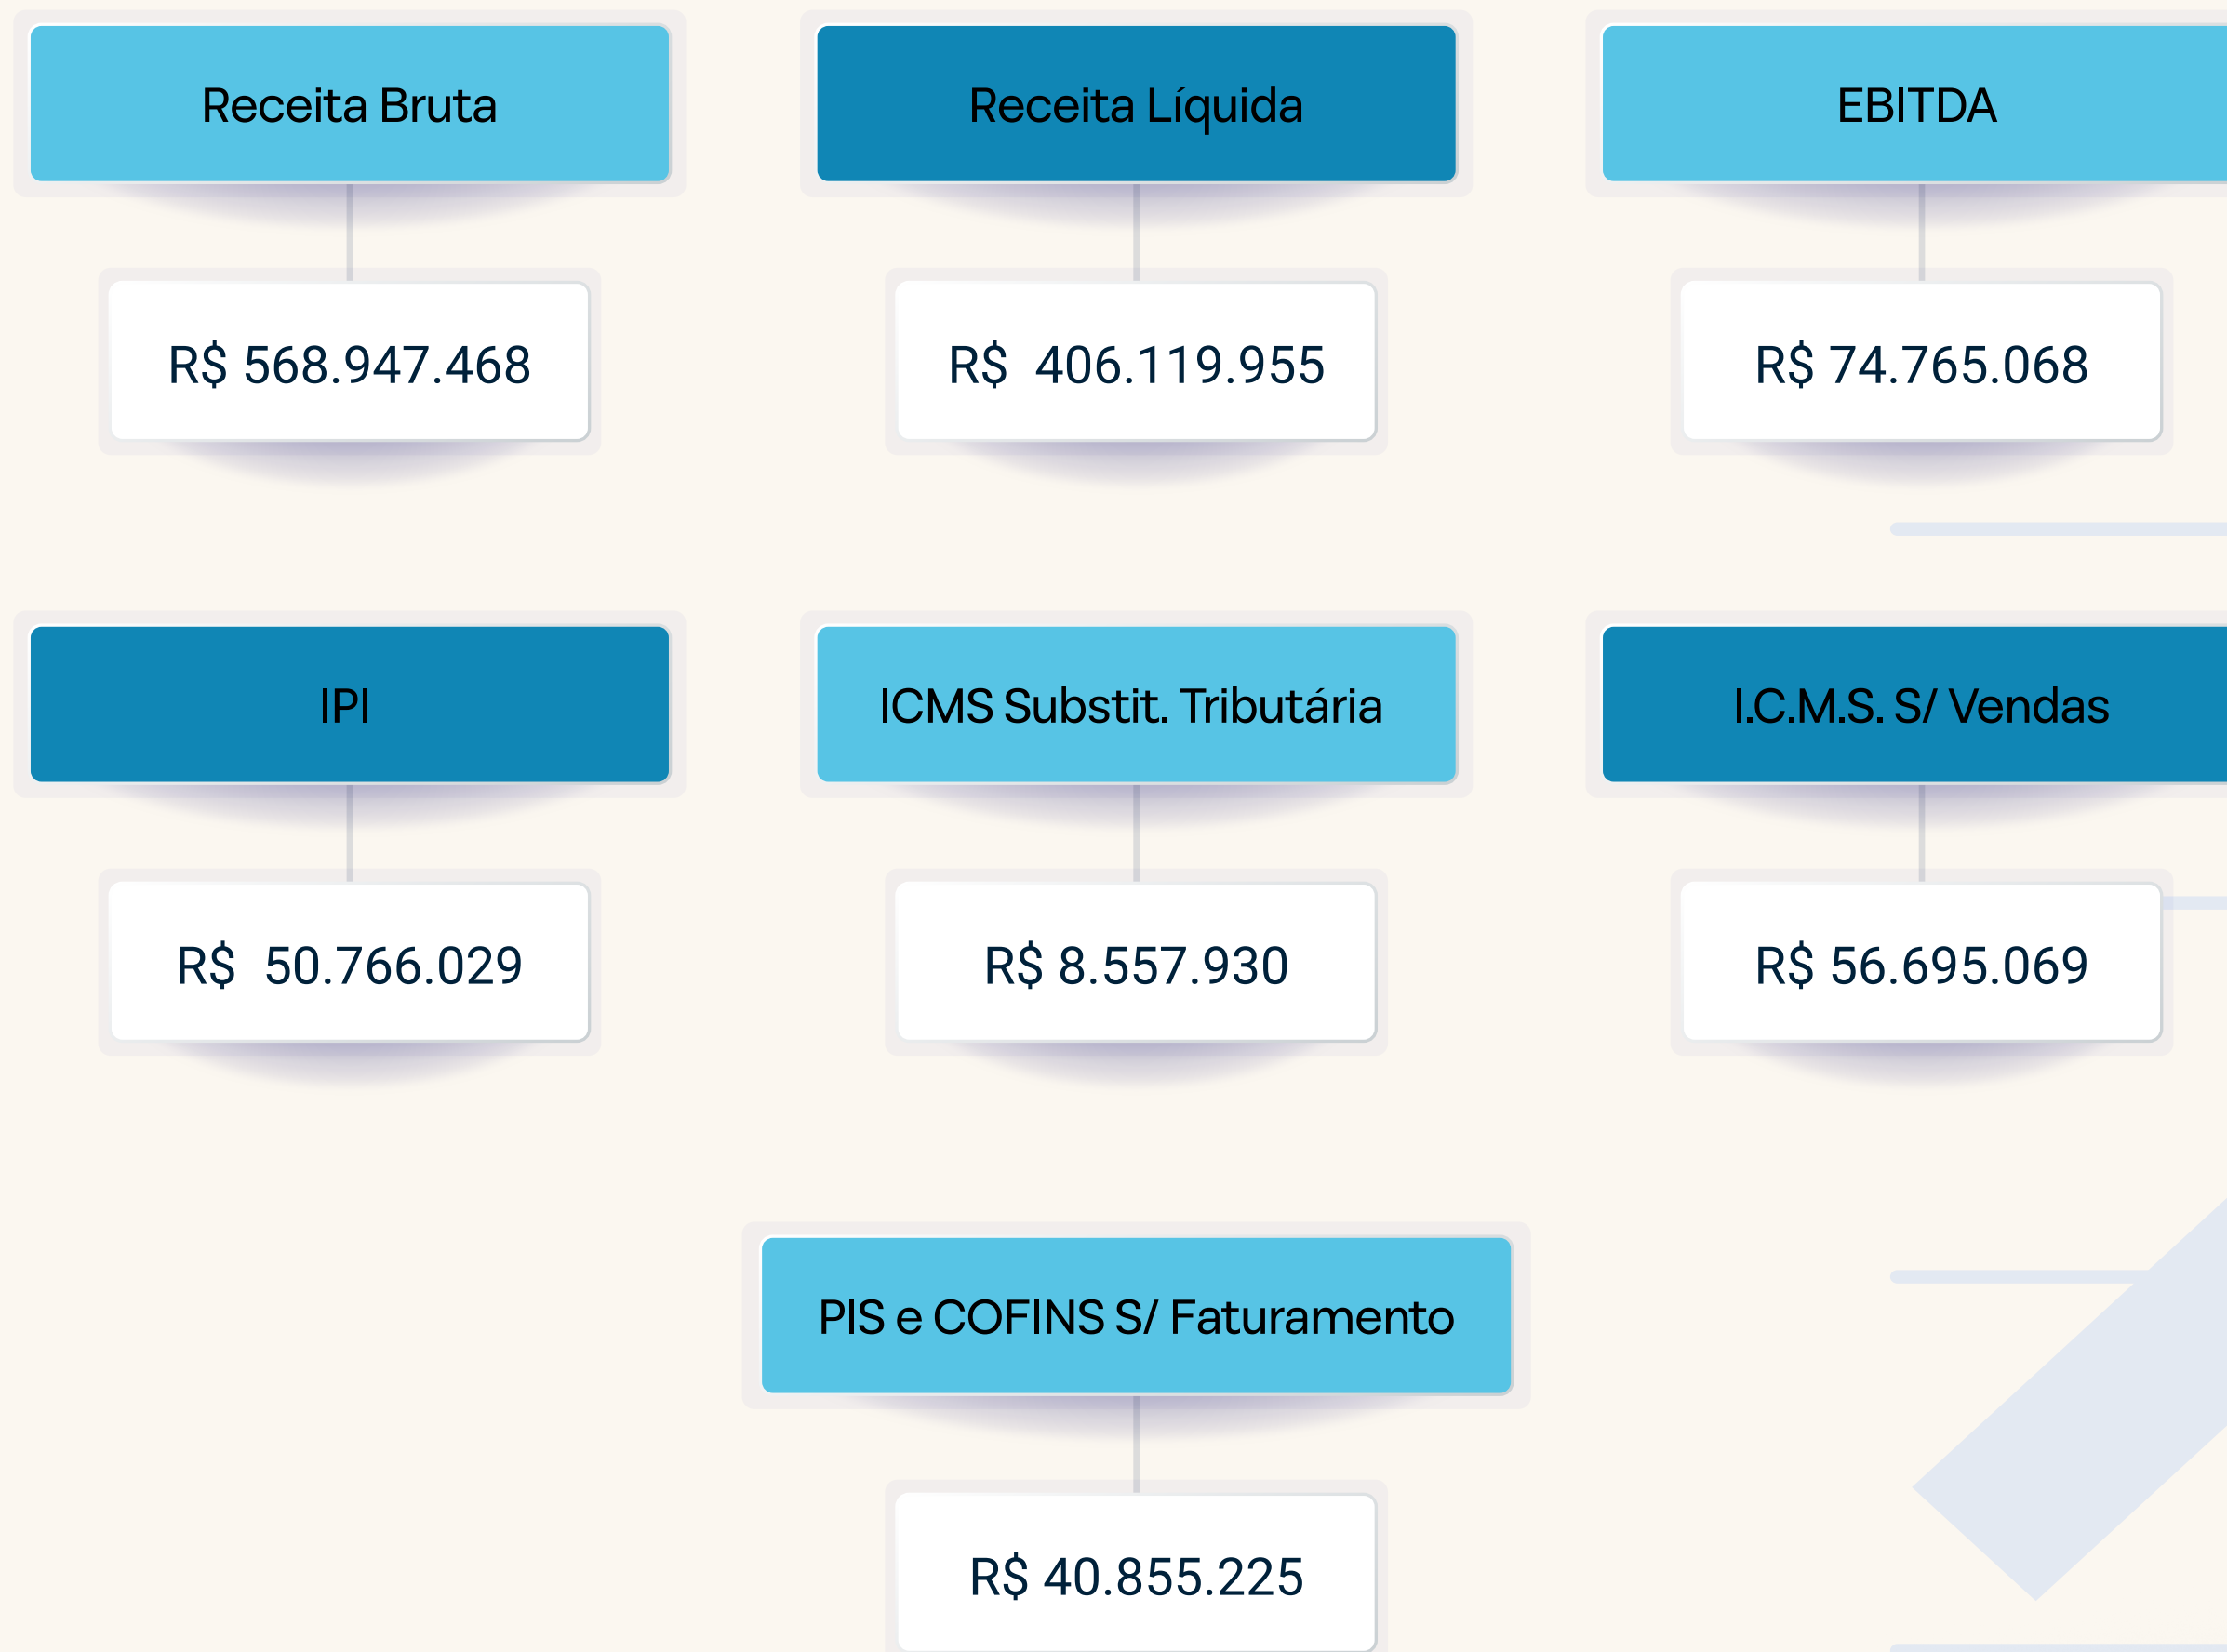 Receita Bruta
Receita Líquida
EBITDA
R$ 568.947.468
R$ 406.119.955
R$ 74.765.068
IPI
ICMS Substit. Tributária
I.C.M.S. S/ Vendas
R$ 50.766.029
R$ 8.557.930
R$ 56.695.069
PIS e COFINS S/ Faturamento
R$ 40.855.225